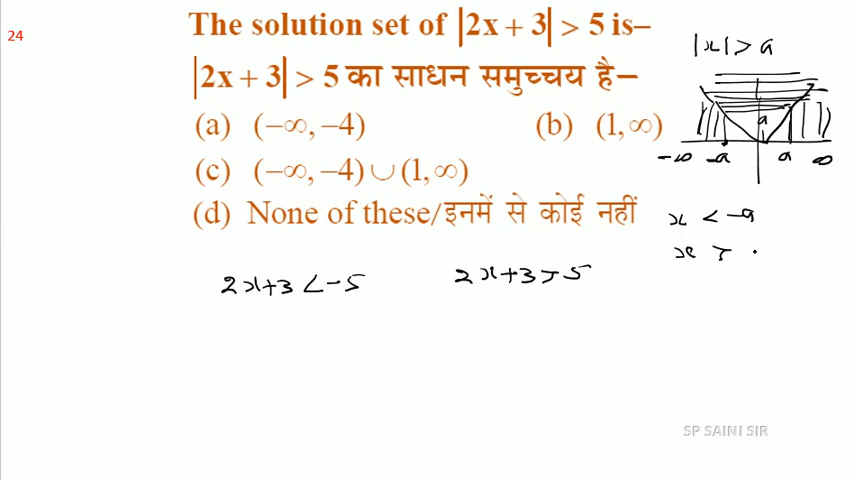 24
The solution set of |2x + 3| > 5 is–
|2x + 3| > 5 का साधन समुच्चय है–
(a) (–∞, –4)
(b) (1, ∞)
(c) (–∞, –4) ∪ (1, ∞)
(d) None of these/इनमें से कोई नहीं
2x+3 < -5
2x+3 > 5
|x| > a
a
-∞ -a a ∞
x < -a
x > .
SP SAINI SIR